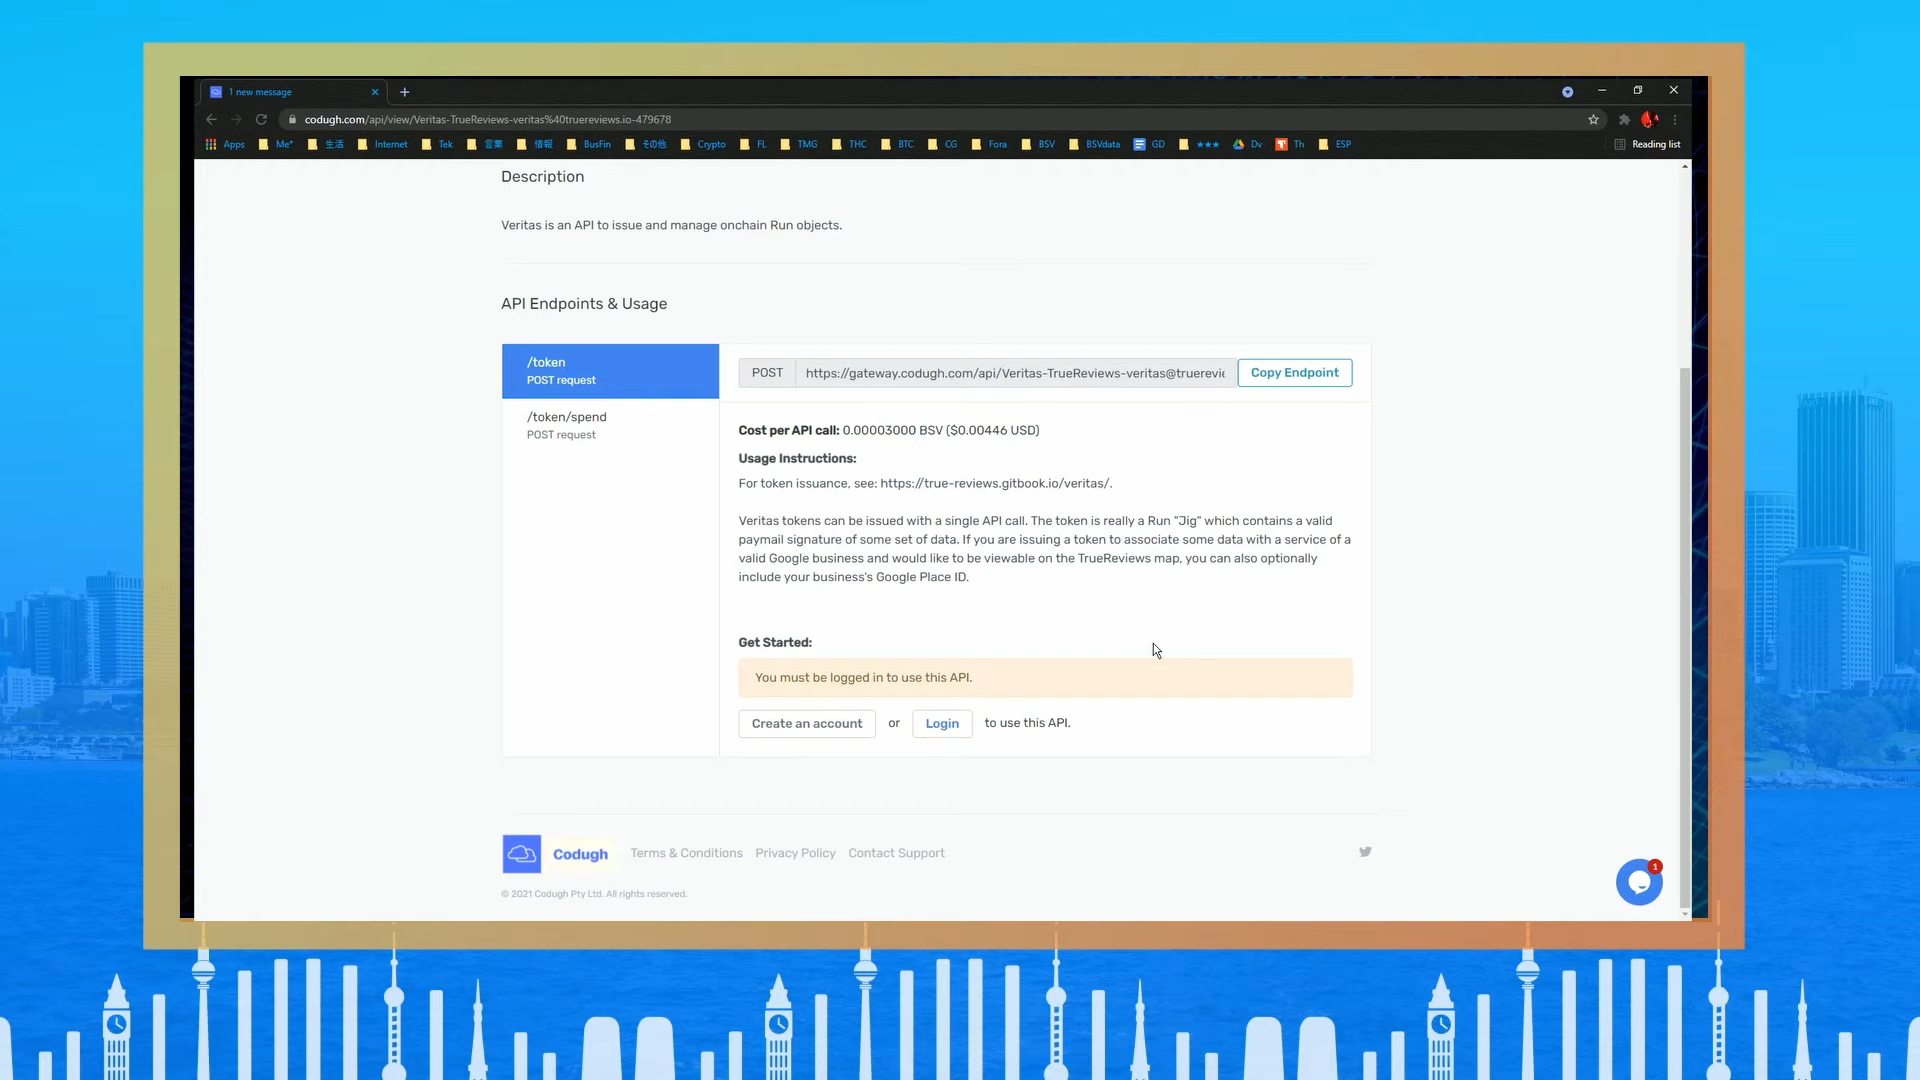 1 new message
codugh.com/api/view/Veritas-TrueReviews-veritas%40truereviews.io-479678
Apps Me* 生活 Internet Tek 言葉 情報 BusFin その他 Crypto FL TMG THC BTC CG Fora BSV BSVdata GD ★★★ Dv Th ESP Reading list
Description
Veritas is an API to issue and manage onchain Run objects.
API Endpoints & Usage
/token
POST request
/token/spend
POST request
POST https://gateway.codugh.com/api/Veritas-TrueReviews-veritas@truerevie Copy Endpoint
Cost per API call: 0.00003000 BSV ($0.00446 USD)
Usage Instructions:
For token issuance, see: https://true-reviews.gitbook.io/veritas/.
Veritas tokens can be issued with a single API call. The token is really a Run "Jig" which contains a valid
paymail signature of some set of data. If you are issuing a token to associate some data with a service of a
valid Google business and would like to be viewable on the TrueReviews map, you can also optionally
include your business's Google Place ID.
Get Started:
You must be logged in to use this API.
Create an account or Login to use this API.
Codugh Terms & Conditions Privacy Policy Contact Support
© 2021 Codugh Pty Ltd. All rights reserved.
1